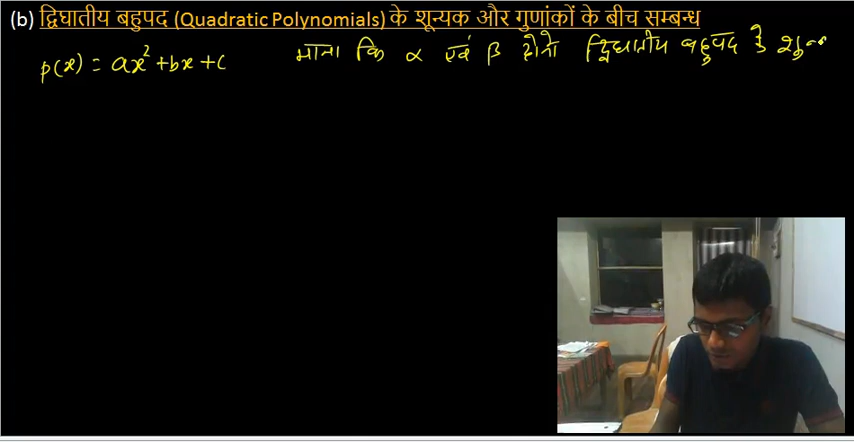 (b) द्विघातीय बहुपद (Quadratic Polynomials) के शून्यक और गुणांकों के बीच सम्बन्ध
p(x) = ax² + bx + c माना कि α एवं β दोनो द्विघातीय बहुपद के